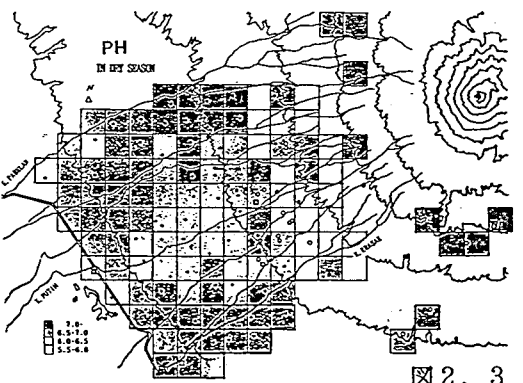 PH
IN DRY SEASON
N
K. PUTIH
7.0-
6.5-7.0
6.0-6.5
5.5-6.0
図2. 3